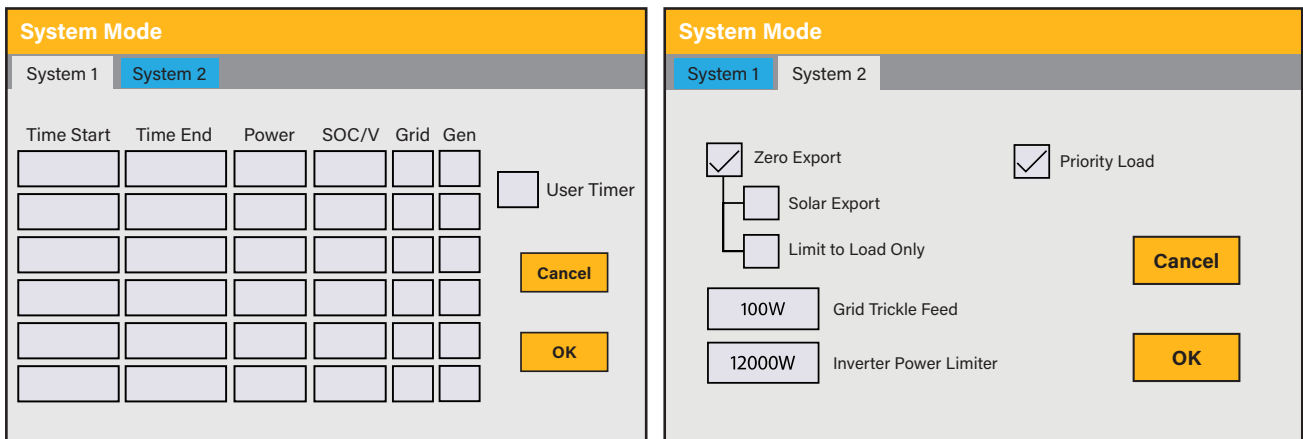 System Mode
System 1 System 2
Time Start Time End Power SOC/V Grid Gen
User Timer
Cancel
OK
System Mode
System 1 System 2
Zero Export
Priority Load
Solar Export
Limit to Load Only
Cancel
100W Grid Trickle Feed
12000W Inverter Power Limiter
OK